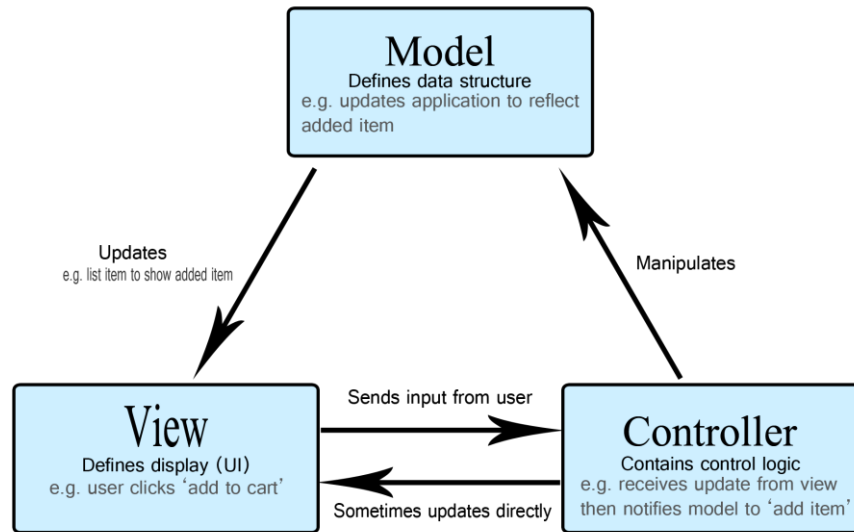 Model
Defines data structure
e.g. updates application to reflect
added item
Updates
e.g. list item to show added item
Manipulates
View
Defines display (UI)
e.g. user clicks ‘add to cart’
Sends input from user
Sometimes updates directly
Controller
Contains control logic
e.g. receives update from view
then notifies model to ‘add item’